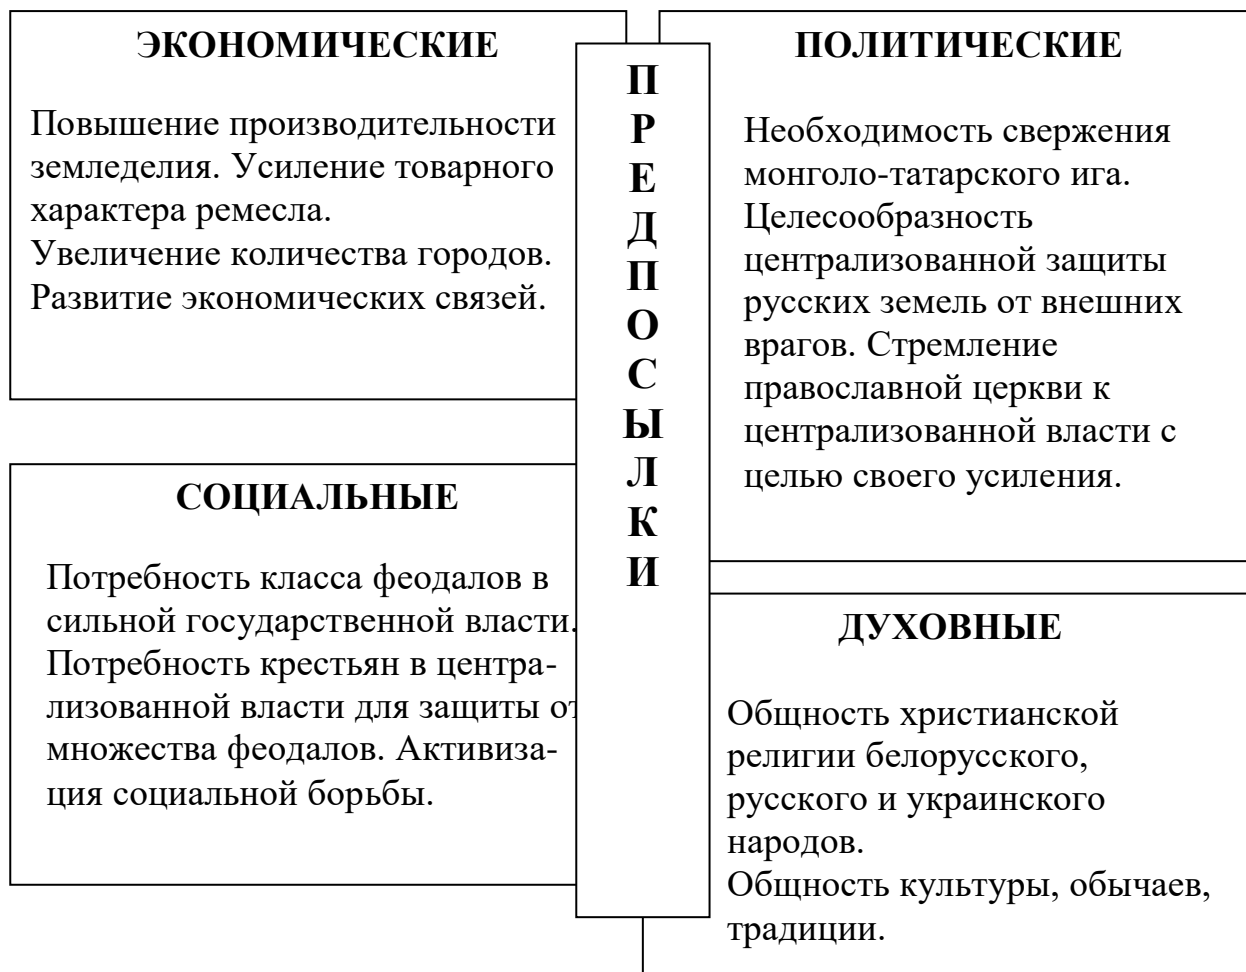 ЭКОНОМИЧЕСКИЕ
Повышение производительности
земледелия. Усиление товарного
характера ремесла.
Увеличение количества городов.
Развитие экономических связей.
СОЦИАЛЬНЫЕ
Потребность класса феодалов в
сильной государственной власти.
Потребность крестьян в центра-
лизованной власти для защиты от
множества феодалов. Активиза-
ция социальной борьбы.
П
Р
Е
Д
П
О
С
Ы
Л
К
И
ПОЛИТИЧЕСКИЕ
Необходимость свержения
монголо-татарского ига.
Целесообразность
централизованной защиты
русских земель от внешних
врагов. Стремление
православной церкви к
централизованной власти с
целью своего усиления.
ДУХОВНЫЕ
Общность христианской
религии белорусского,
русского и украинского
народов.
Общность культуры, обычаев,
традиции.